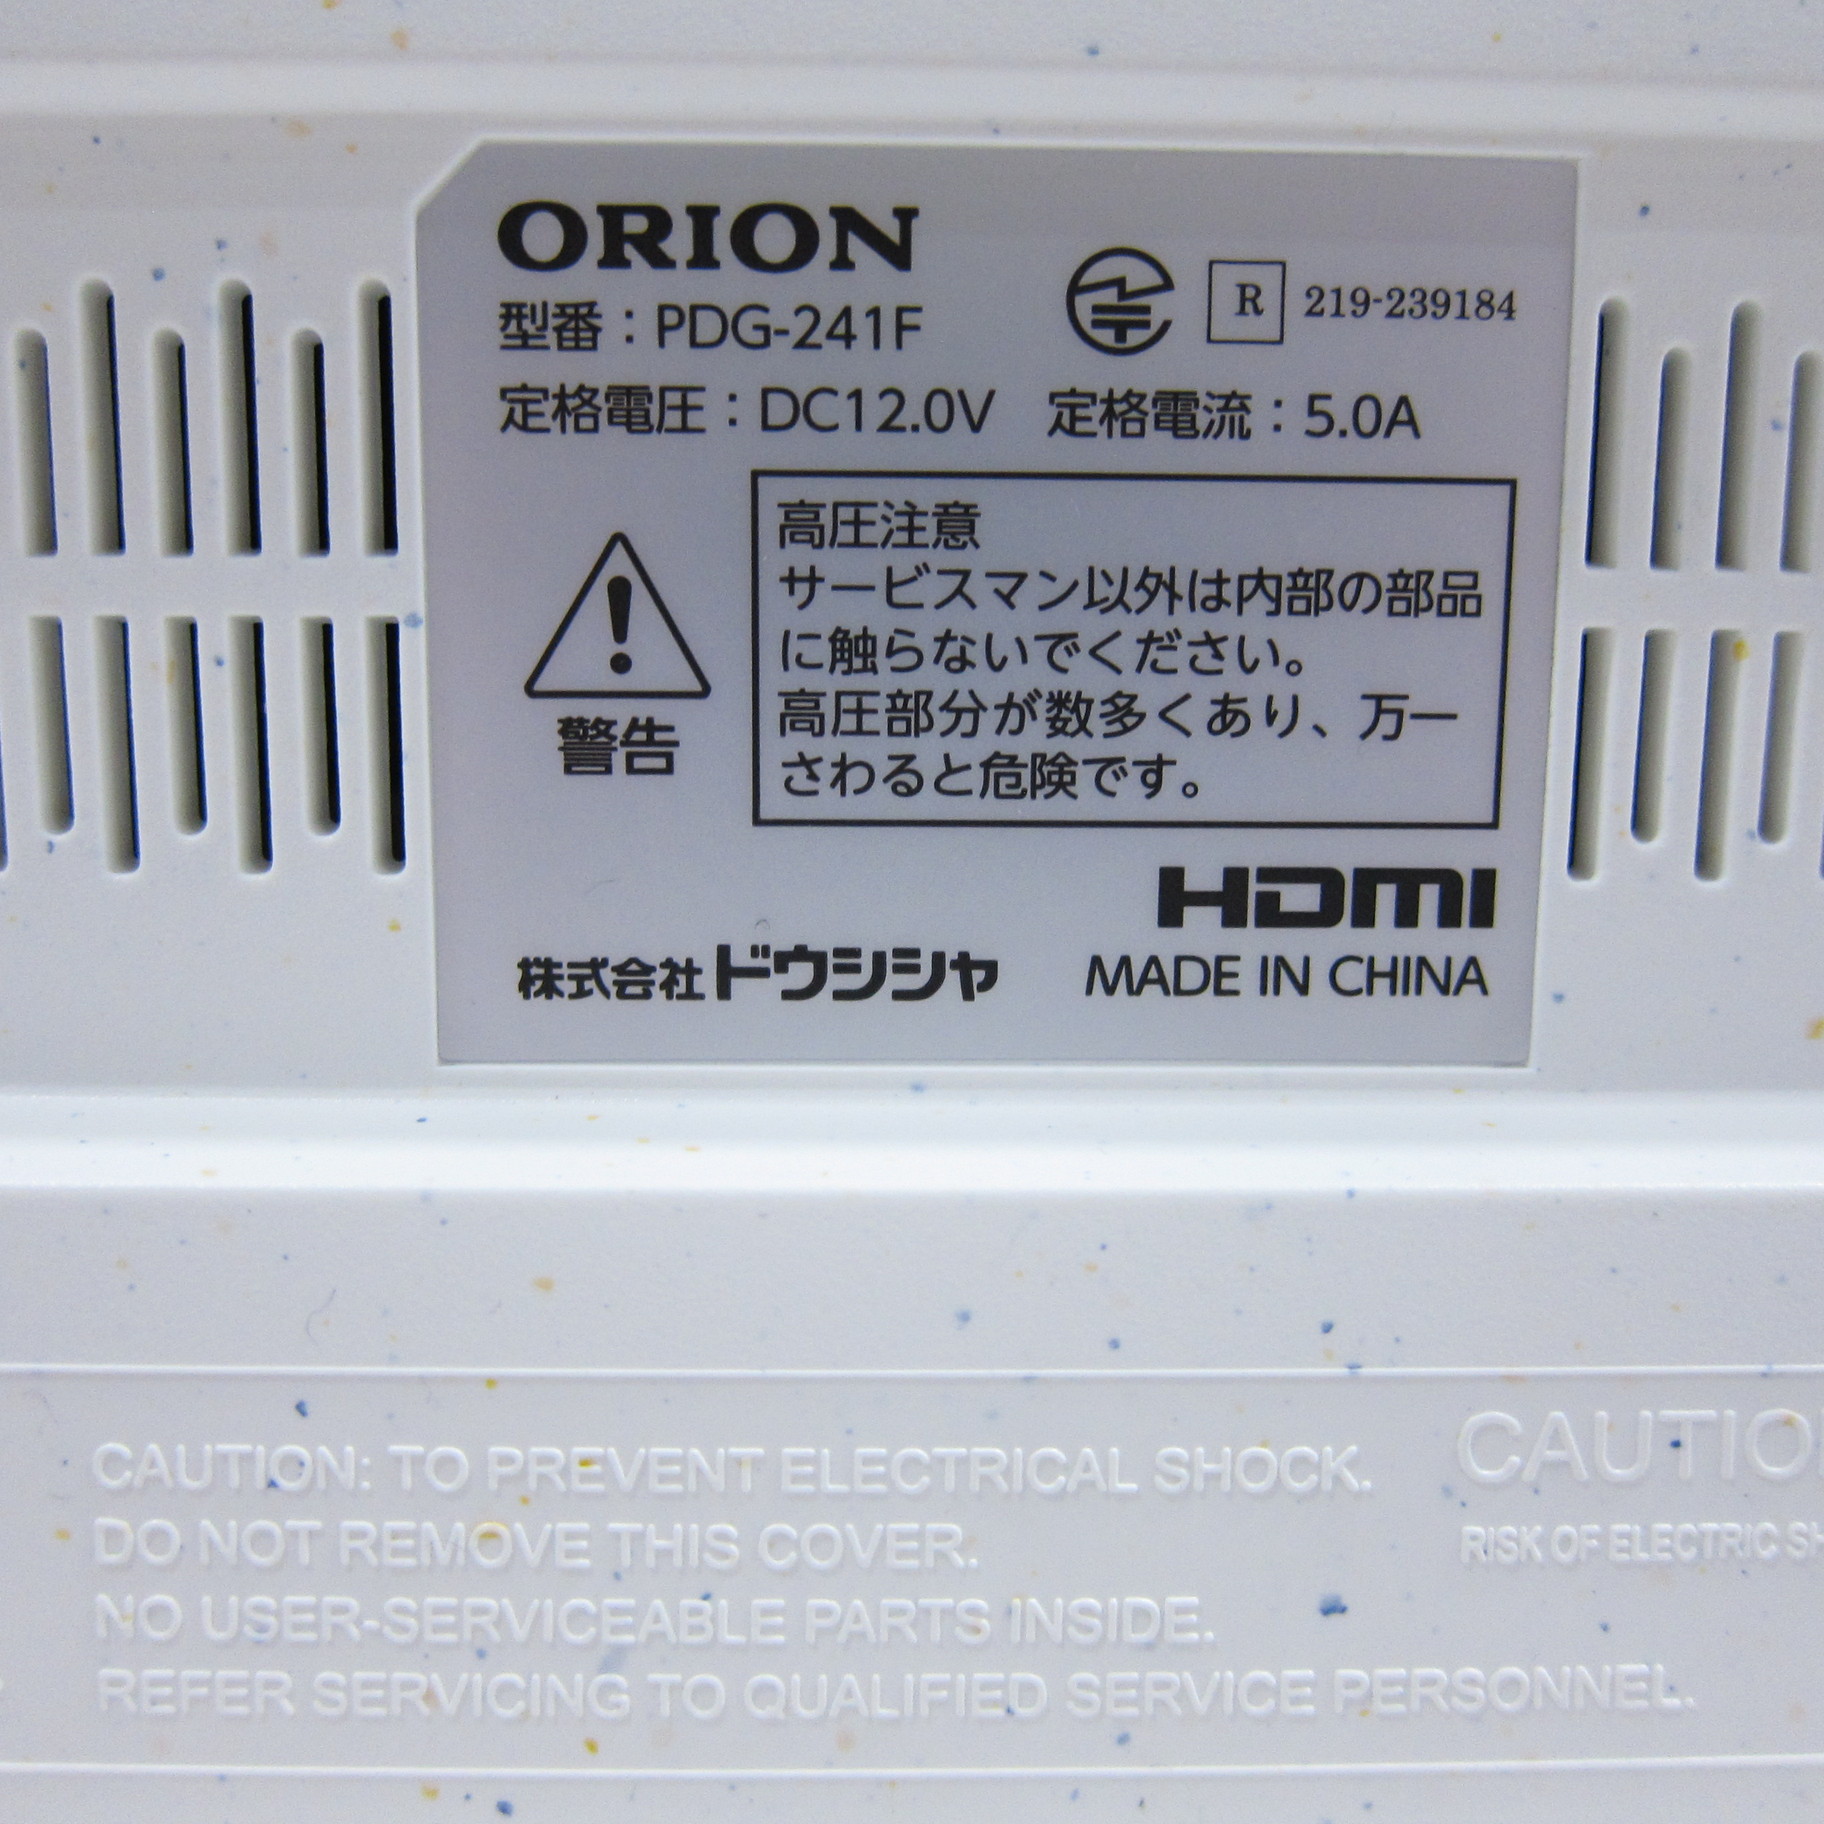 ORION
型番：PDG-241F
R 219-239184
定格電圧：DC12.0V 定格電流：5.0A
警告
高圧注意
サービスマン以外は内部の部品
に触らないでください。
高圧部分が数多くあり、万一
さわると危険です。
HDMI
株式会社ドウシシャ
MADE IN CHINA
CAUTION: TO PREVENT ELECTRICAL SHOCK.
DO NOT REMOVE THIS COVER.
NO USER-SERVICEABLE PARTS INSIDE.
REFER SERVICING TO QUALIFIED SERVICE PERSONNEL.
CAUTIO
RISK OF ELECTRIC SH